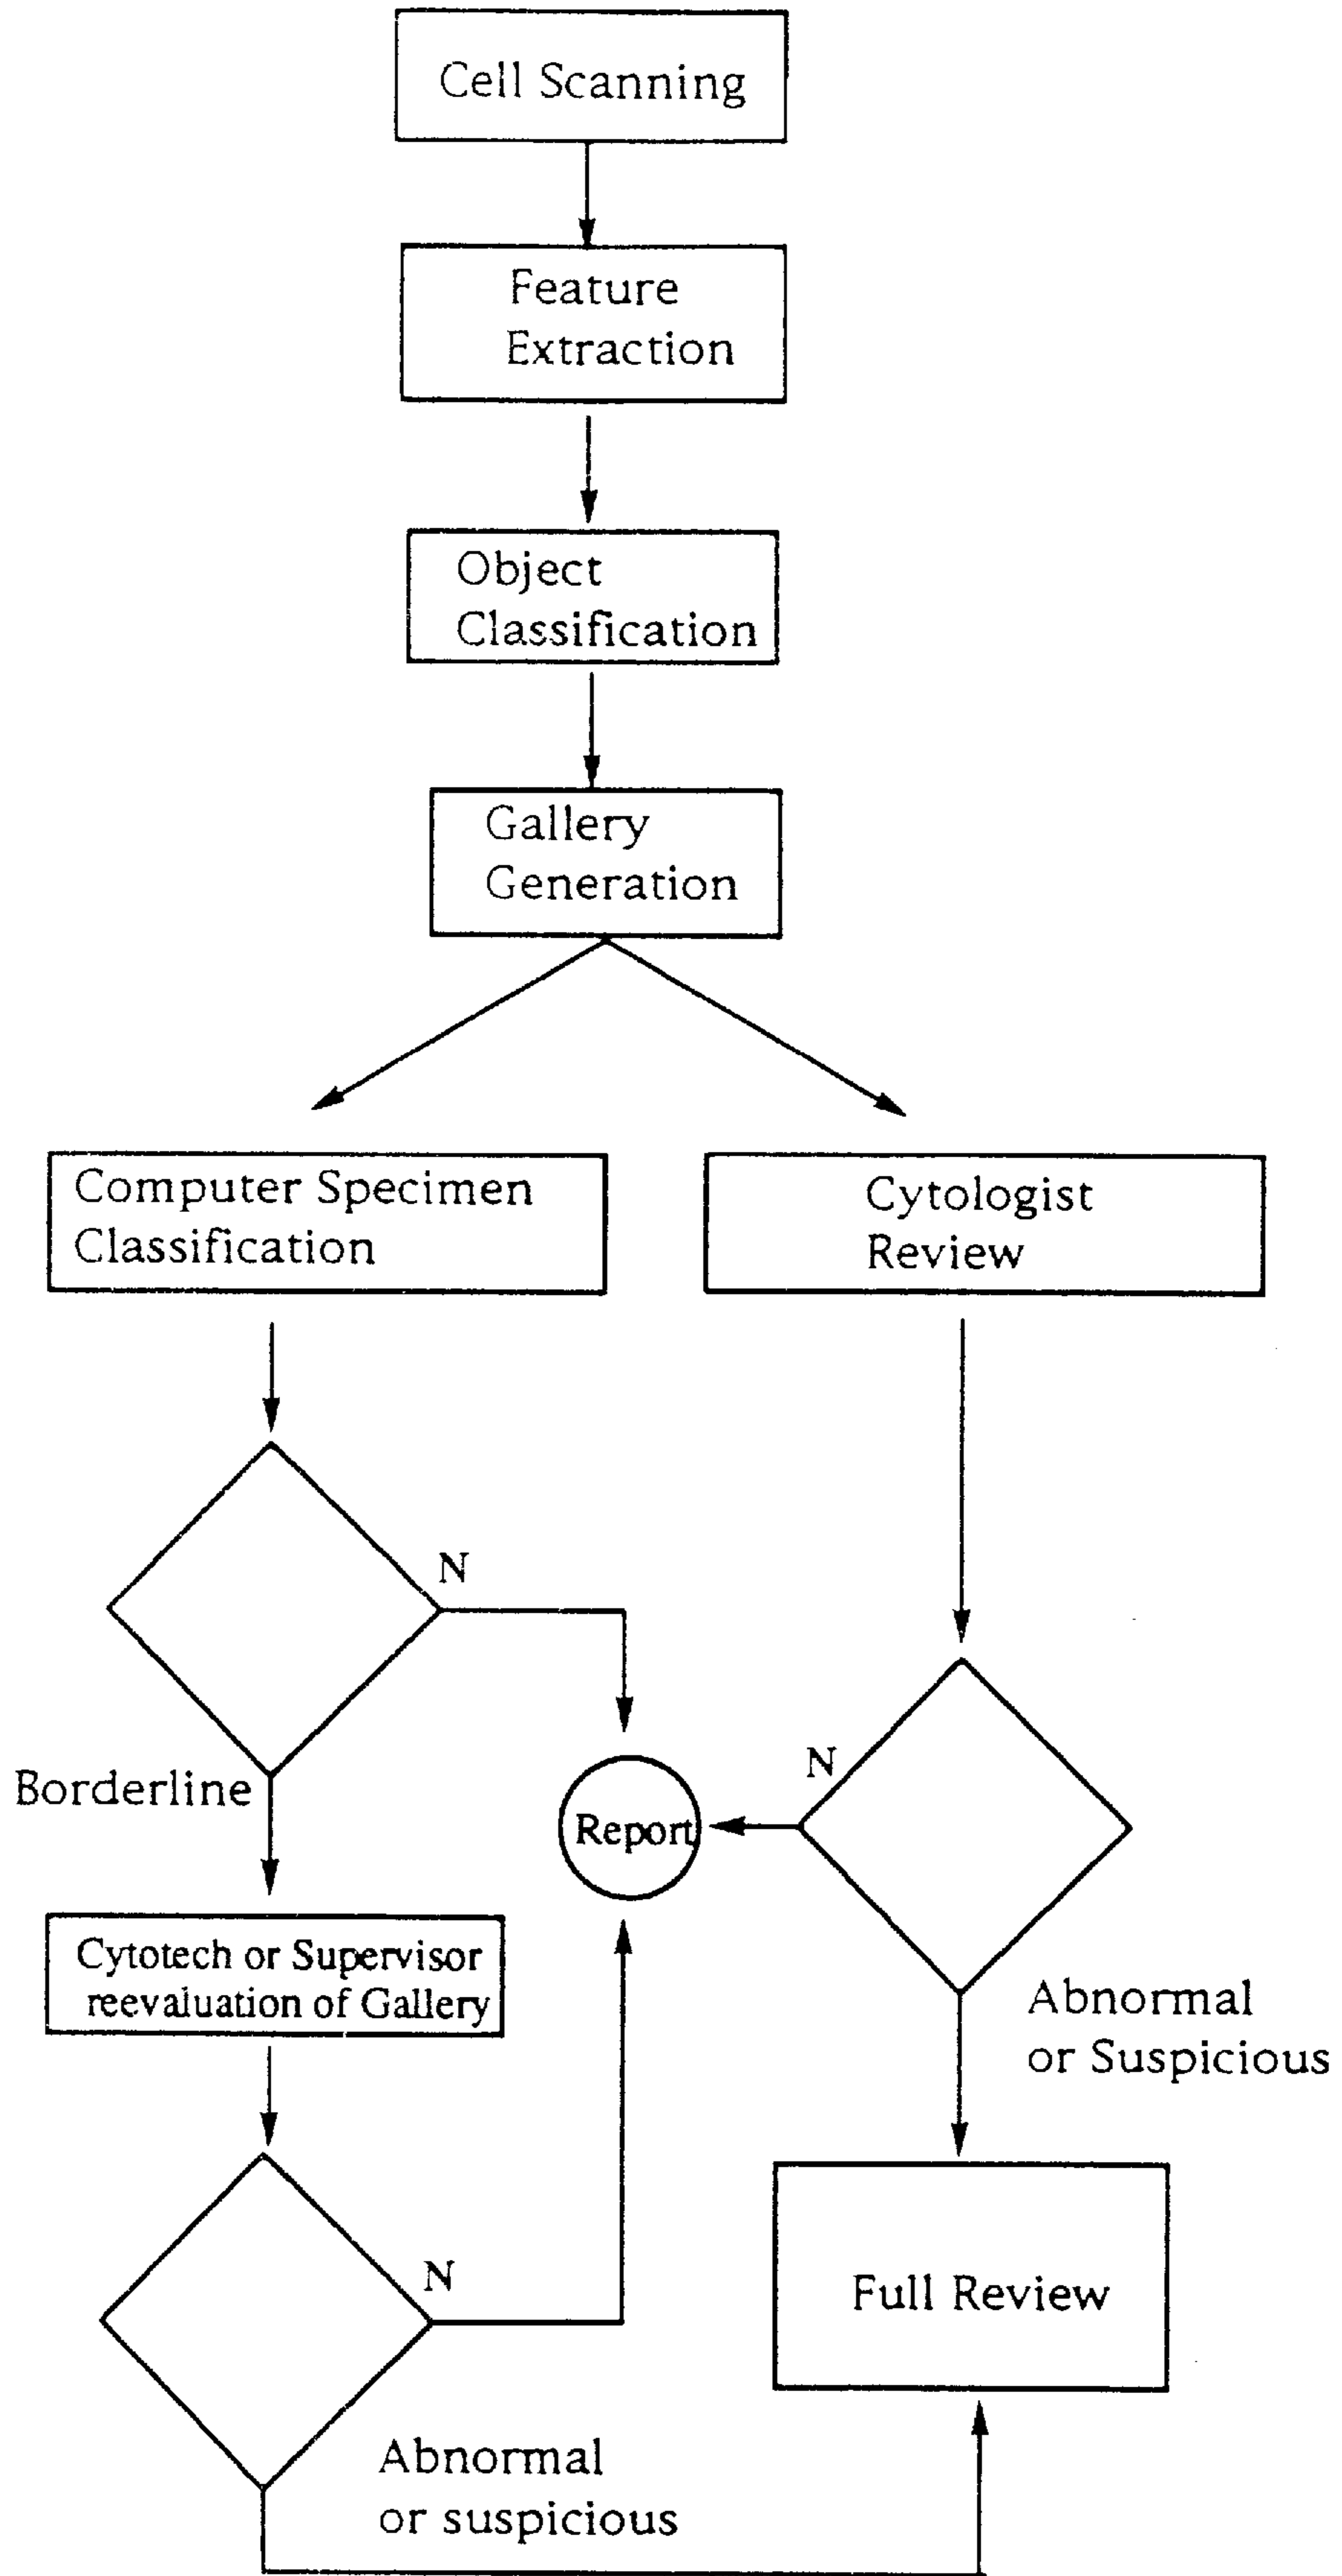 Cell Scanning
Feature
Extraction
Object
Classification
Gallery
Generation
Computer Specimen
Classification
Cytologist
Review
N
Borderline
Report
N
Cytotech or Supervisor
reevaluation of Gallery
Abnormal
or Suspicious
N
Full Review
Abnormal
or suspicious